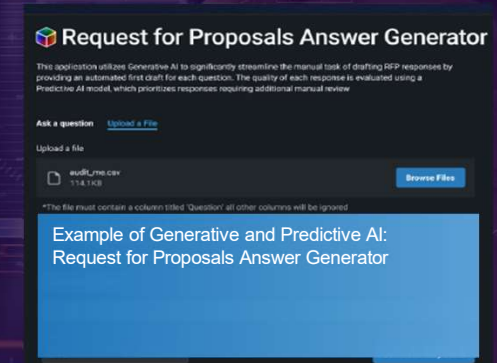 Request for Proposals Answer Generator
This application utilizes Generative AI to significantly streamline the manual task of drafting RFP responses by
providing an automated first draft for each question. The quality of each response is evaluated using a
Predictive AI model, which prioritizes responses requiring additional manual review
Ask a question Upload a File
Upload a file
audit_me.csv
114.1KB
Browse Files
*The file must contain a column titled 'Question' all other columns will be ignored
Example of Generative and Predictive AI:
Request for Proposals Answer Generator